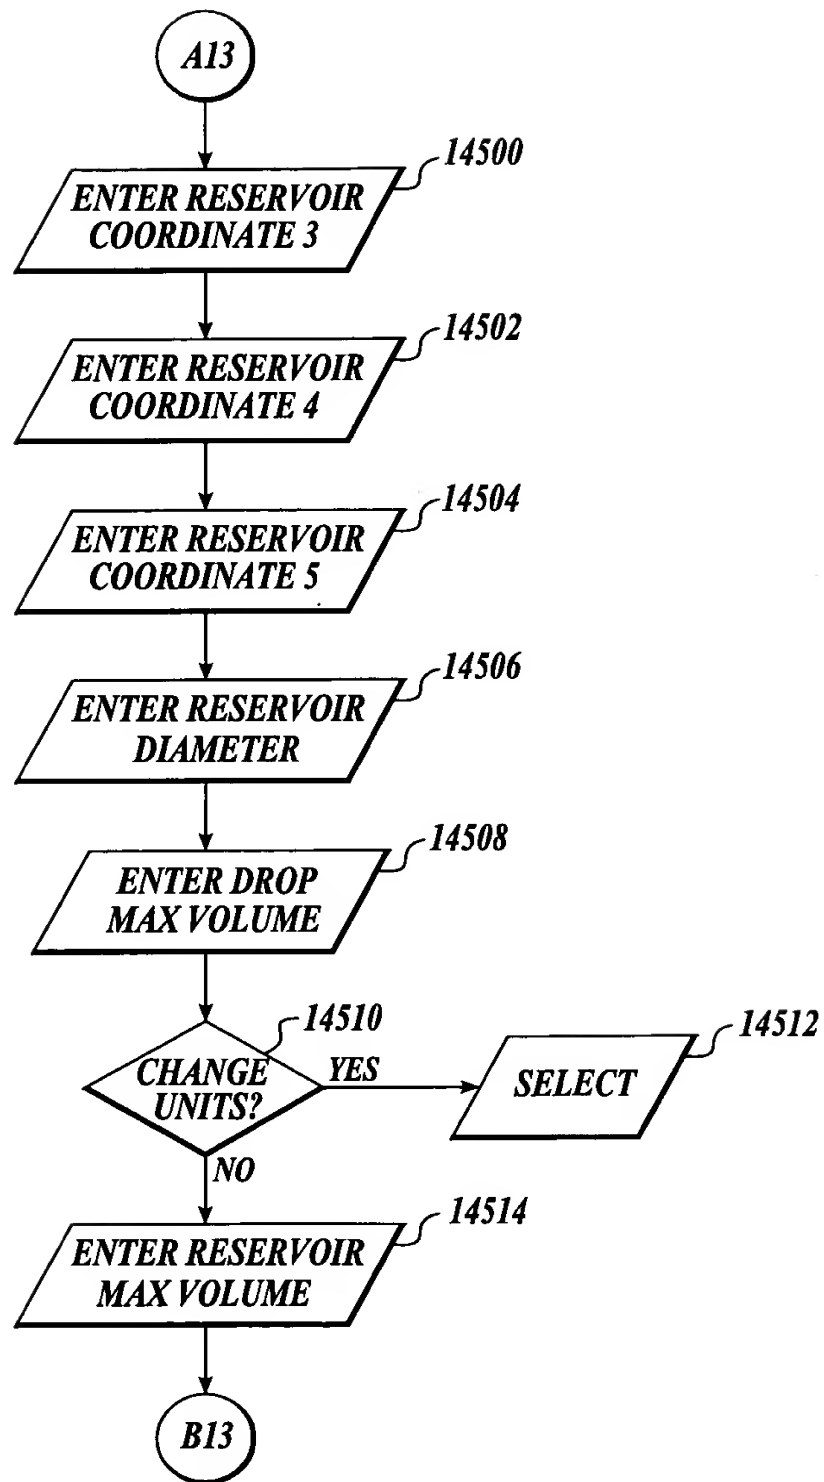 A13
14500
ENTER RESERVOIR
COORDINATE 3
14502
ENTER RESERVOIR
COORDINATE 4
14504
ENTER RESERVOIR
COORDINATE 5
14506
ENTER RESERVOIR
DIAMETER
14508
ENTER DROP
MAX VOLUME
14510
CHANGE
UNITS?
YES
14512
SELECT
NO
14514
ENTER RESERVOIR
MAX VOLUME
B13